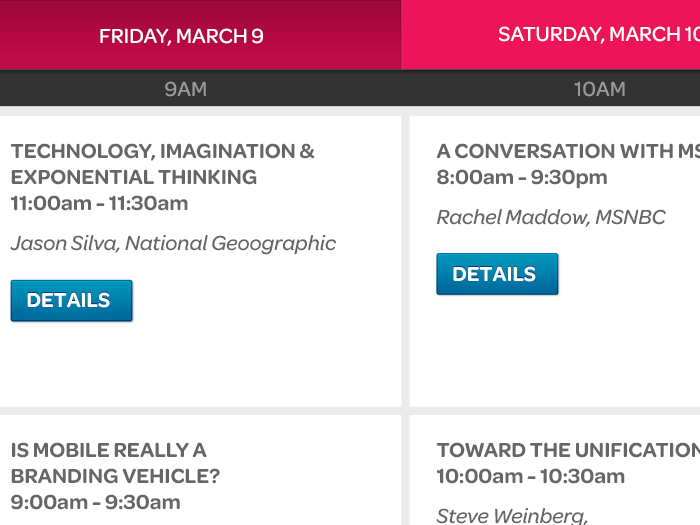 FRIDAY, MARCH 9
SATURDAY, MARCH 10
9AM
10AM
TECHNOLOGY, IMAGINATION &
EXPONENTIAL THINKING
11:00am - 11:30am
Jason Silva, National Geoographic
DETAILS
A CONVERSATION WITH MS
8:00am - 9:30pm
Rachel Maddow, MSNBC
DETAILS
IS MOBILE REALLY A
BRANDING VEHICLE?
9:00am - 9:30am
TOWARD THE UNIFICATION
10:00am - 10:30am
Steve Weinberg,